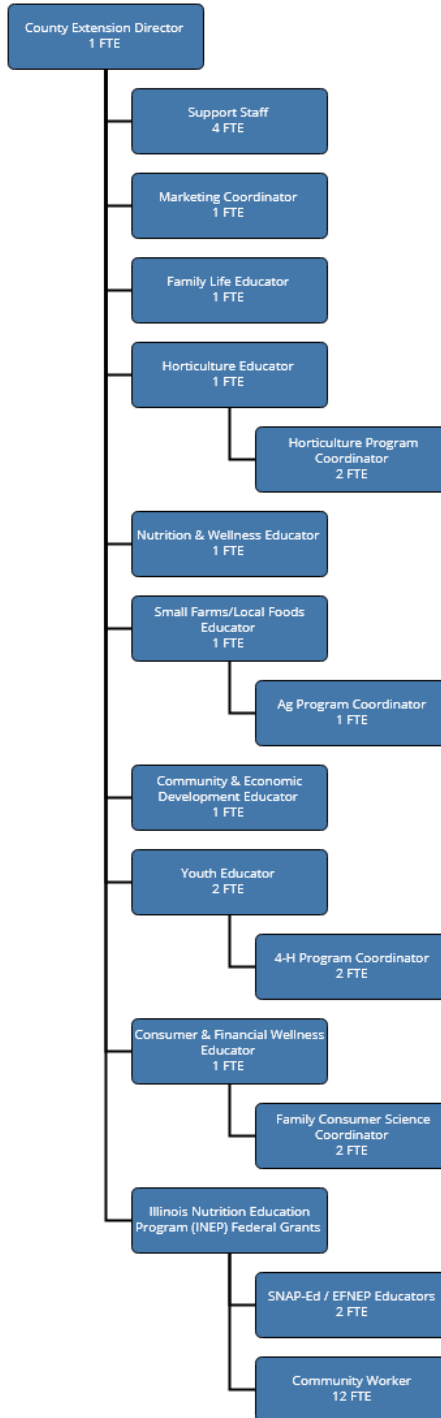 County Extension Director
1 FTE
Support Staff
4 FTE
Marketing Coordinator
1 FTE
Family Life Educator
1 FTE
Horticulture Educator
1 FTE
Horticulture Program
Coordinator
2 FTE
Nutrition & Wellness Educator
1 FTE
Small Farms/Local Foods
Educator
1 FTE
Ag Program Coordinator
1 FTE
Community & Economic
Development Educator
1 FTE
Youth Educator
2 FTE
4-H Program Coordinator
2 FTE
Consumer & Financial Wellness
Educator
1 FTE
Family Consumer Science
Coordinator
2 FTE
Illinois Nutrition Education
Program (INEP) Federal Grants
SNAP-Ed / EFNEP Educators
2 FTE
Community Worker
12 FTE